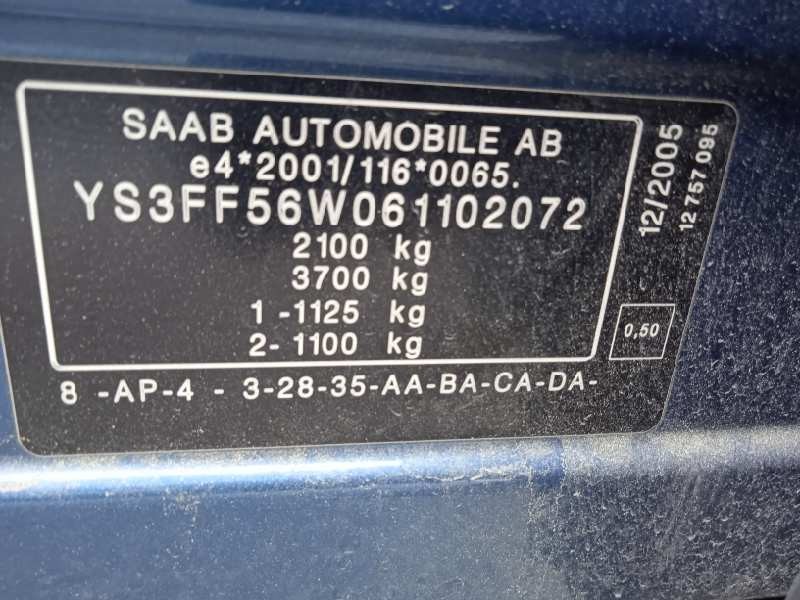 SAAB AUTOMOBILE AB
e4*2001/116*0065.
YS3FF56W061102072
2100 kg
3700 kg
1 -1125 kg
2- 1100 kg
8 -AP-4 - 3-28-35-AA-BA-CA-DA-
12/2005
12 757 095
0,50